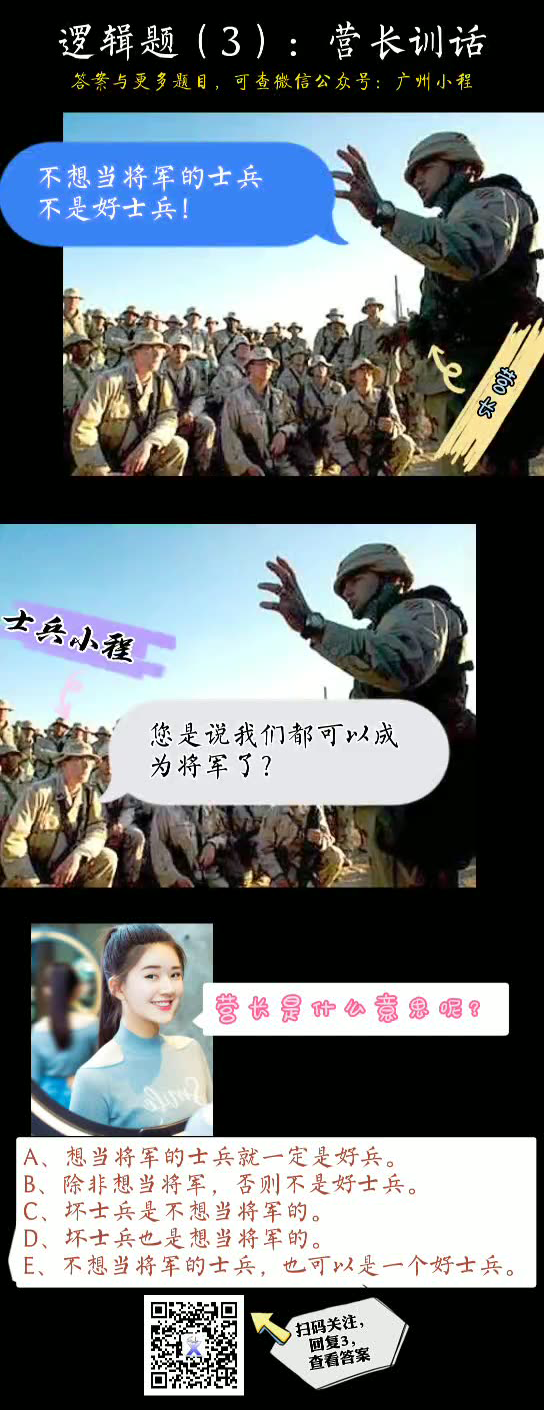 逻辑题（3）：营长训话
答案与更多题目，可查微信公众号：广州小程
不想当将军的士兵
不是好士兵！
营长
士兵小程
您是说我们都可以成
为将军了？
营长是什么意思呢？
Smile
A、想当将军的士兵就一定是好兵。
B、除非想当将军，否则不是好士兵。
C、坏士兵是不想当将军的。
D、坏士兵也是想当将军的。
E、不想当将军的士兵，也可以是一个好士兵。
扫码关注，
回复3，
查看答案